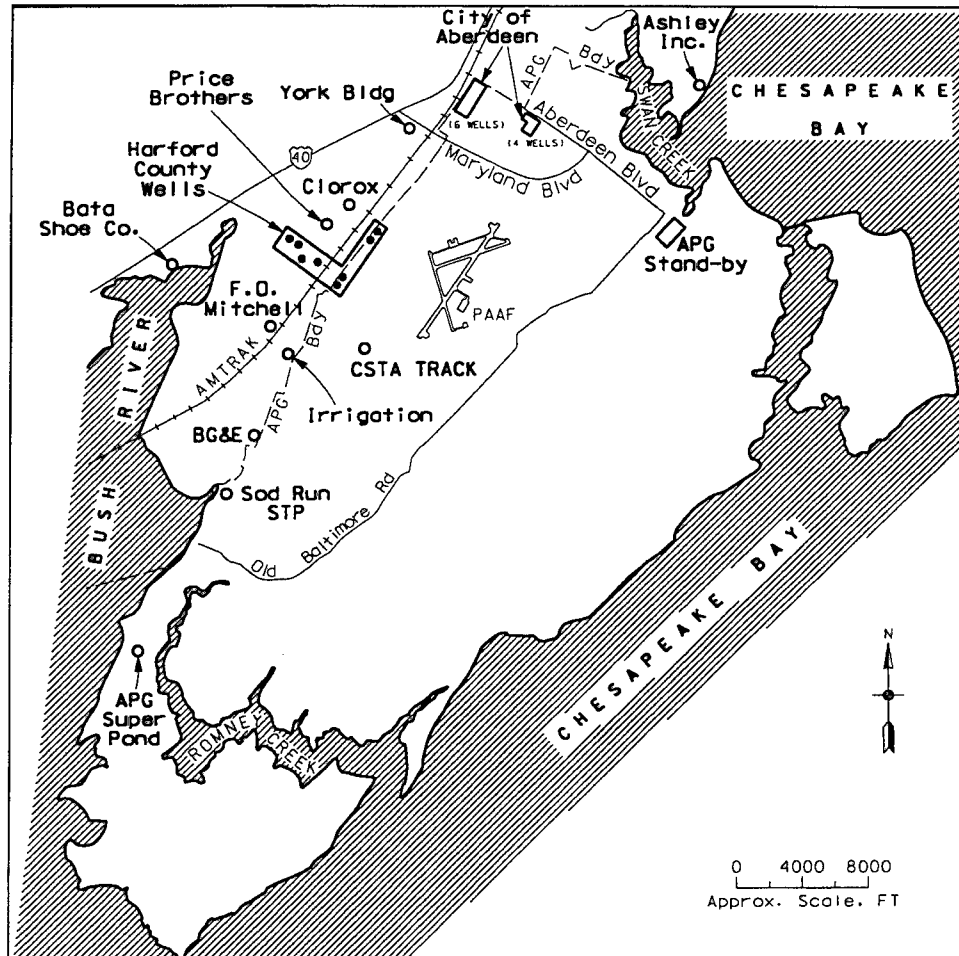 City of
Aberdeen
Ashley
Inc.
Price
Brothers
York Bldg
APG
Bdy
CHESAPEAKE
BAY
SWAN CREEK
(6 WELLS)
(4 WELLS)
Aberdeen Blvd
Maryland Blvd
Harford
County
Wells
40
Clorox
Bata
Shoe Co.
APG
Stand-by
F.O.
Mitchell
PAAF
AMTRAK
APG Bdy
CSTA TRACK
Irrigation
BUSH RIVER
BG&E
Sod Run
STP
Old Baltimore Rd
CHESAPEAKE BAY
N
APG
Super
Pond
ROMNEY CREEK
0 4000 8000
Approx. Scale, FT